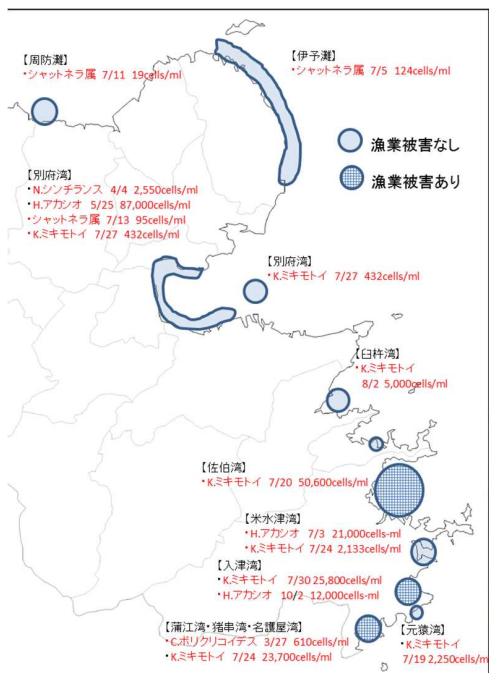 【周防灘】
・シャットネラ属 7/11 19cells/ml
【伊予灘】
・シャットネラ属 7/5 124cells/ml
漁業被害なし
漁業被害あり
【別府湾】
・N.シンチランス 4/4 2,550cells/ml
・H.アカシオ 5/25 87,000cells/ml
・シャットネラ属 7/13 95cells/ml
・K.ミキモトイ 7/27 432cells/ml
【別府湾】
・K.ミキモトイ 7/27 432cells/ml
【臼杵湾】
・K.ミキモトイ
8/2 5,000cells/ml
【佐伯湾】
・K.ミキモトイ 7/20 50,600cells/ml
【米水津湾】
・H.アカシオ 7/3 21,000cells-ml
・K.ミキモトイ 7/24 2,133cells/ml
【入津湾】
・K.ミキモトイ 7/30 25,800cells/ml
・H.アカシオ 10/2 12,000cells-ml
【蒲江湾・猪串湾・名護屋湾】
・C.ポリクリコイデス 3/27 610cells/ml
・K.ミキモトイ 7/24 23,700cells/ml
【元猿湾】
・K.ミキモトイ
7/19 2,250cells/ml